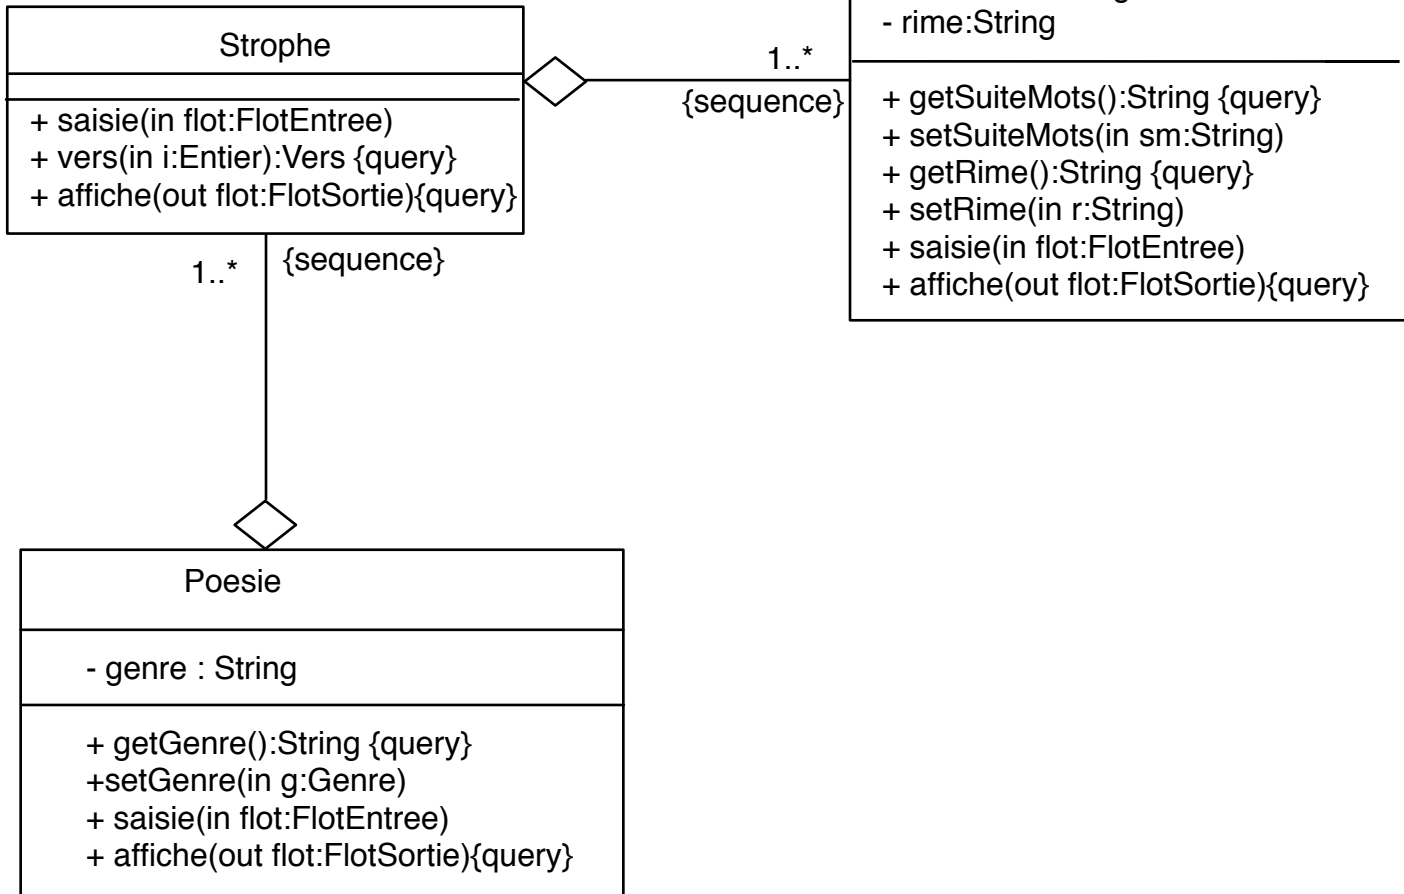 Strophe
+ saisie(in flot:FlotEntree)
+ vers(in i:Entier):Vers {query}
+ affiche(out flot:FlotSortie){query}
1..*
{sequence}
- rime:String
+ getSuiteMots():String {query}
+ setSuiteMots(in sm:String)
+ getRime():String {query}
+ setRime(in r:String)
+ saisie(in flot:FlotEntree)
+ affiche(out flot:FlotSortie){query}
1..*
{sequence}
Poesie
- genre : String
+ getGenre():String {query}
+setGenre(in g:Genre)
+ saisie(in flot:FlotEntree)
+ affiche(out flot:FlotSortie){query}